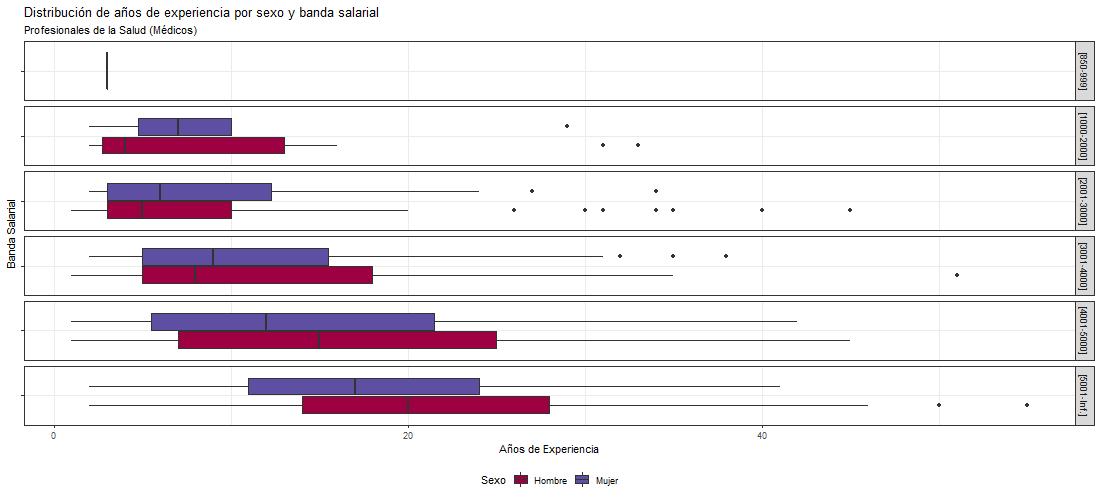 Distribución de años de experiencia por sexo y banda salarial
Profesionales de la Salud (Médicos)
Banda Salarial
[850-999]
[1000-2000]
[2001-3000]
[3001-4000]
[4001-5000]
[5001-Inf.]
0 20 40
Años de Experiencia
Sexo Hombre Mujer